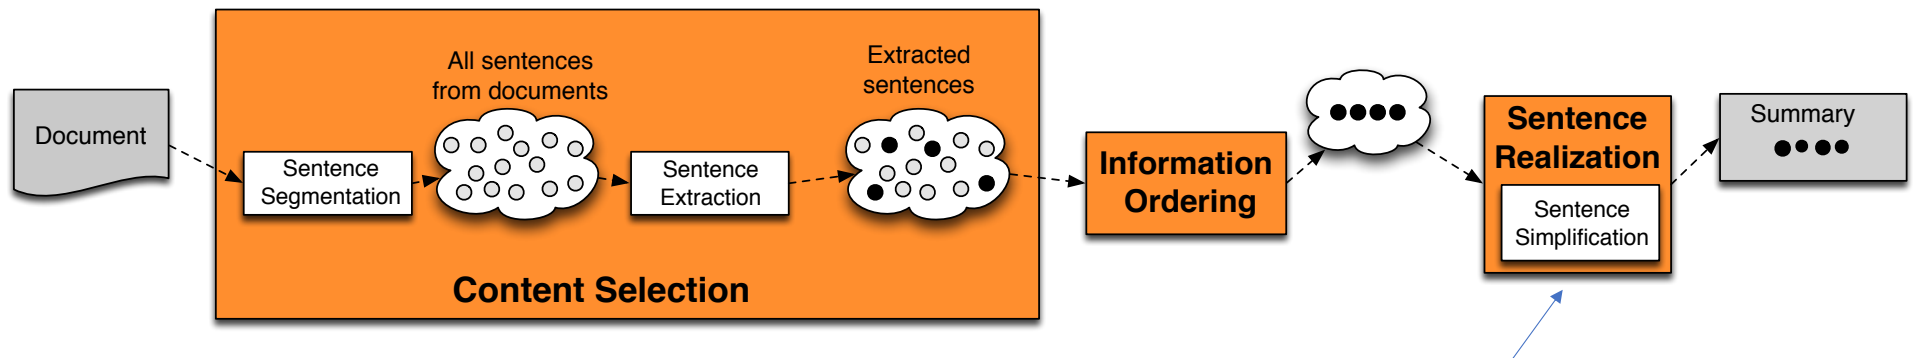 Document
All sentences
from documents
Extracted
sentences
Sentence
Segmentation
Sentence
Extraction
Content Selection
Information
Ordering
Sentence
Realization
Sentence
Simplification
Summary